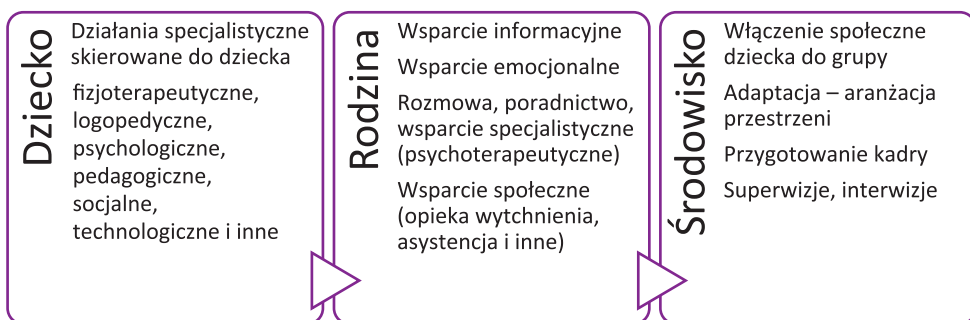 Dziecko
Działania specjalistyczne
skierowane do dziecka
fizjoterapeutyczne,
logopedyczne,
psychologiczne,
pedagogiczne,
socjalne,
technologiczne i inne
Rodzina
Wsparcie informacyjne
Wsparcie emocjonalne
Rozmowa, poradnictwo,
wsparcie specjalistyczne
(psychoterapeutyczne)
Wsparcie społeczne
(opieka wytchnienia,
asystencja i inne)
Środowisko
Włączenie społeczne
dziecka do grupy
Adaptacja – aranżacja
przestrzeni
Przygotowanie kadry
Superwizje, interwizje